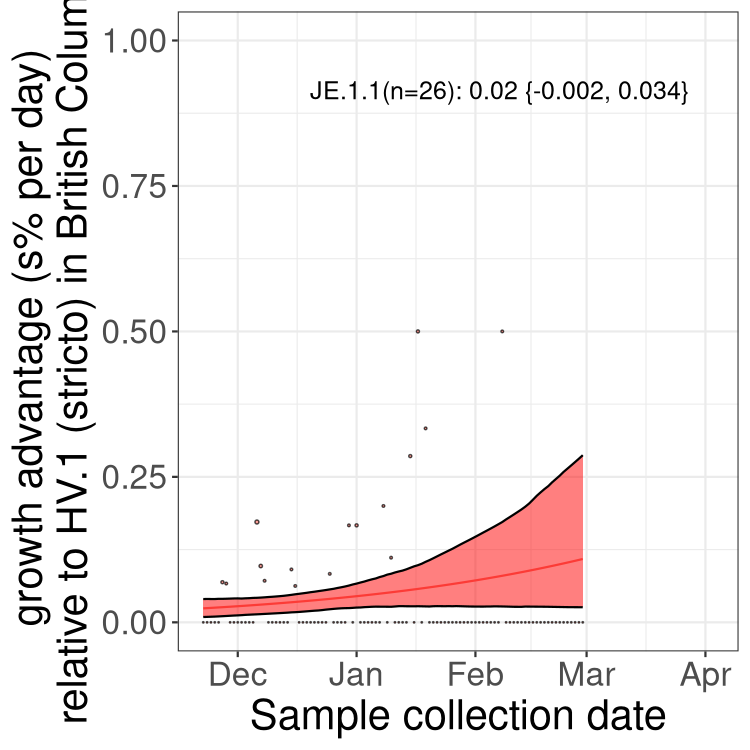 growth advantage (s% per day)
relative to HV.1 (stricto) in British Colum
1.00
0.75
0.50
0.25
0.00
JE.1.1(n=26): 0.02 {-0.002, 0.034}
Dec Jan Feb Mar Apr
Sample collection date